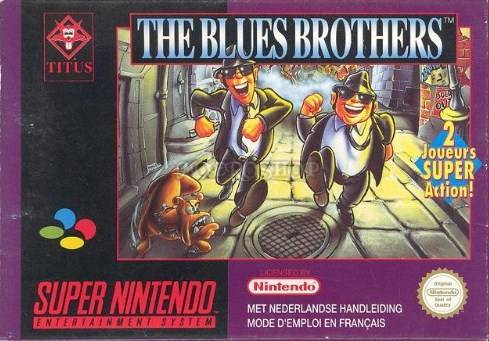 TITUS
THE BLUES BROTHERS™
2
Joueurs
SUPER
Action!
LICENSED BY
Nintendo
SUPER NINTENDO
ENTERTAINMENT SYSTEM
MET NEDERLANDSE HANDLEIDING
MODE D'EMPLOI EN FRANÇAIS
Original
Nintendo
Seal of
Quality